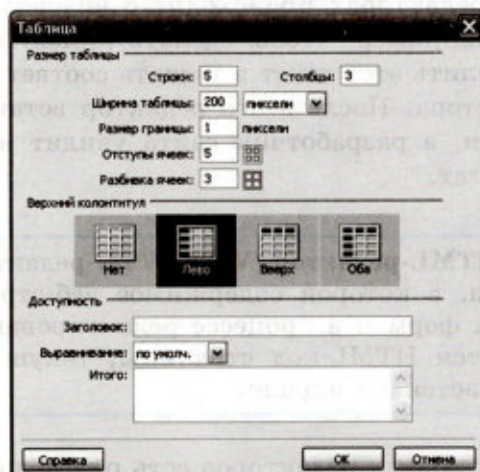 Таблица
Размер таблицы
Строки: 5 Столбцы: 3
Ширина таблицы: 200 пиксели
Размер границы: 1 пиксели
Отступы ячеек: 5
Разбивка ячеек: 3
Верхний колонтитул
Нет Лево Вверх Оба
Доступность
Заголовок:
Выравнивание: по умолч.
Итого:
Справка ОК Отмена